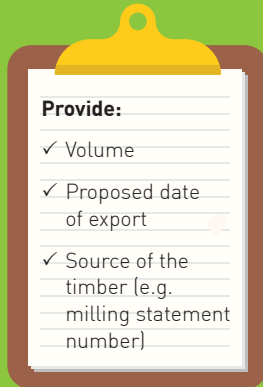 Provide:
✓ Volume
✓ Proposed date
of export
✓ Source of the
timber (e.g.
milling statement
number)